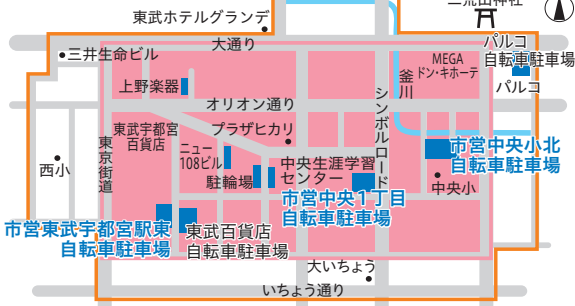 二荒山神社
東武ホテルグランデ
大通り
パルコ
自転車駐車場
三井生命ビル
MEGA
ドン・キホーテ
パルコ
上野楽器
釜川
シンボルロード
オリオン通り
東武宇都宮
百貨店
プラザヒカリ
ニュー
108ビル
東京街道
西小
中央生涯学習
センター
駐輪場
市営中央小北
自転車駐車場
中央小
市営中央1丁目
自転車駐車場
市営東武宇都宮駅東
自転車駐車場
東武百貨店
自転車駐車場
大いちょう
いちょう通り